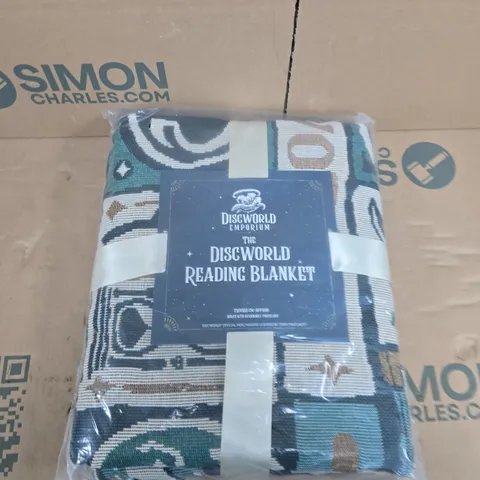 SIMON
CHARLES.COM
DISCWORLD
EMPORIUM
THE
DISCWORLD
READING BLANKET
MON
CHARLES.COM